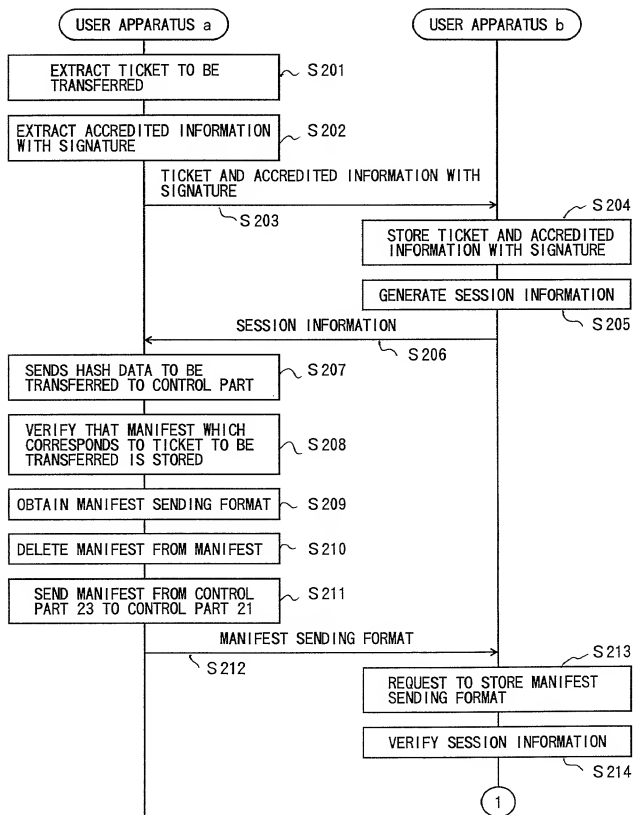 USER APPARATUS a
USER APPARATUS b
EXTRACT TICKET TO BE
TRANSFERRED
S201
EXTRACT ACCREDITED INFORMATION
WITH SIGNATURE
S202
TICKET AND ACCREDITED INFORMATION WITH
SIGNATURE
S203
S204
STORE TICKET AND ACCREDITED
INFORMATION WITH SIGNATURE
GENERATE SESSION INFORMATION
S205
SESSION INFORMATION
S206
SENDS HASH DATA TO BE
TRANSFERRED TO CONTROL PART
S207
VERIFY THAT MANIFEST WHICH
CORRESPONDS TO TICKET TO BE
TRANSFERRED IS STORED
S208
OBTAIN MANIFEST SENDING FORMAT
S209
DELETE MANIFEST FROM MANIFEST
S210
SEND MANIFEST FROM CONTROL
PART 23 TO CONTROL PART 21
S211
MANIFEST SENDING FORMAT
S212
S213
REQUEST TO STORE MANIFEST
SENDING FORMAT
VERIFY SESSION INFORMATION
S214
1